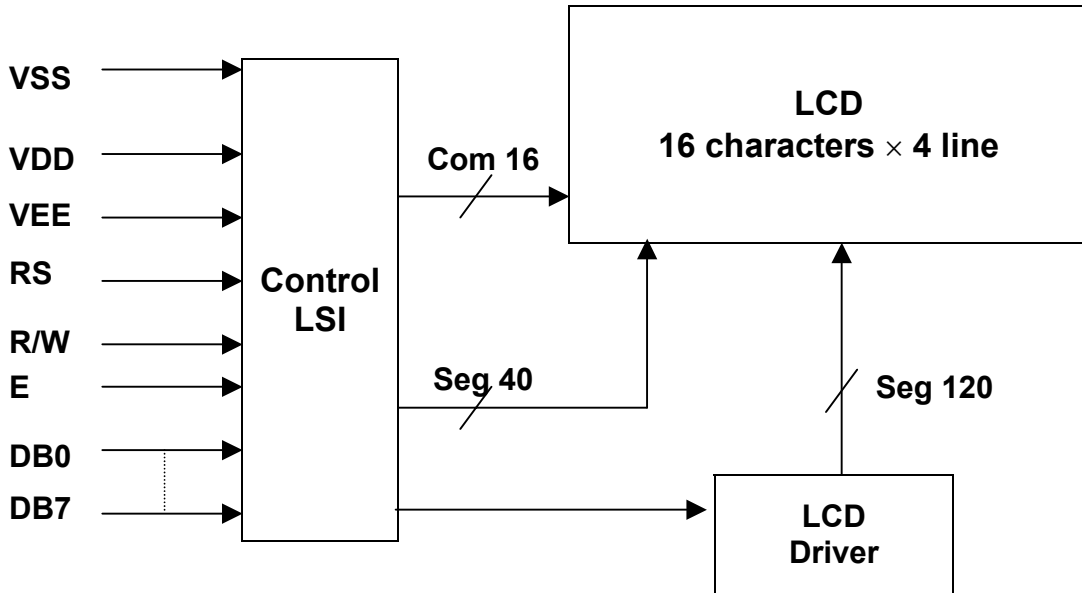 VSS
VDD
VEE
RS
R/W
E
DB0
DB7
Control
LSI
Com 16
Seg 40
LCD
16 characters × 4 line
Seg 120
LCD
Driver